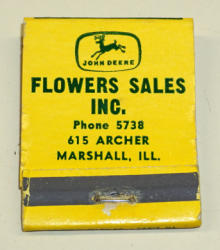 JOHN DEERE
FLOWERS SALES
INC.
Phone 5738
615 ARCHER
MARSHALL, ILL.